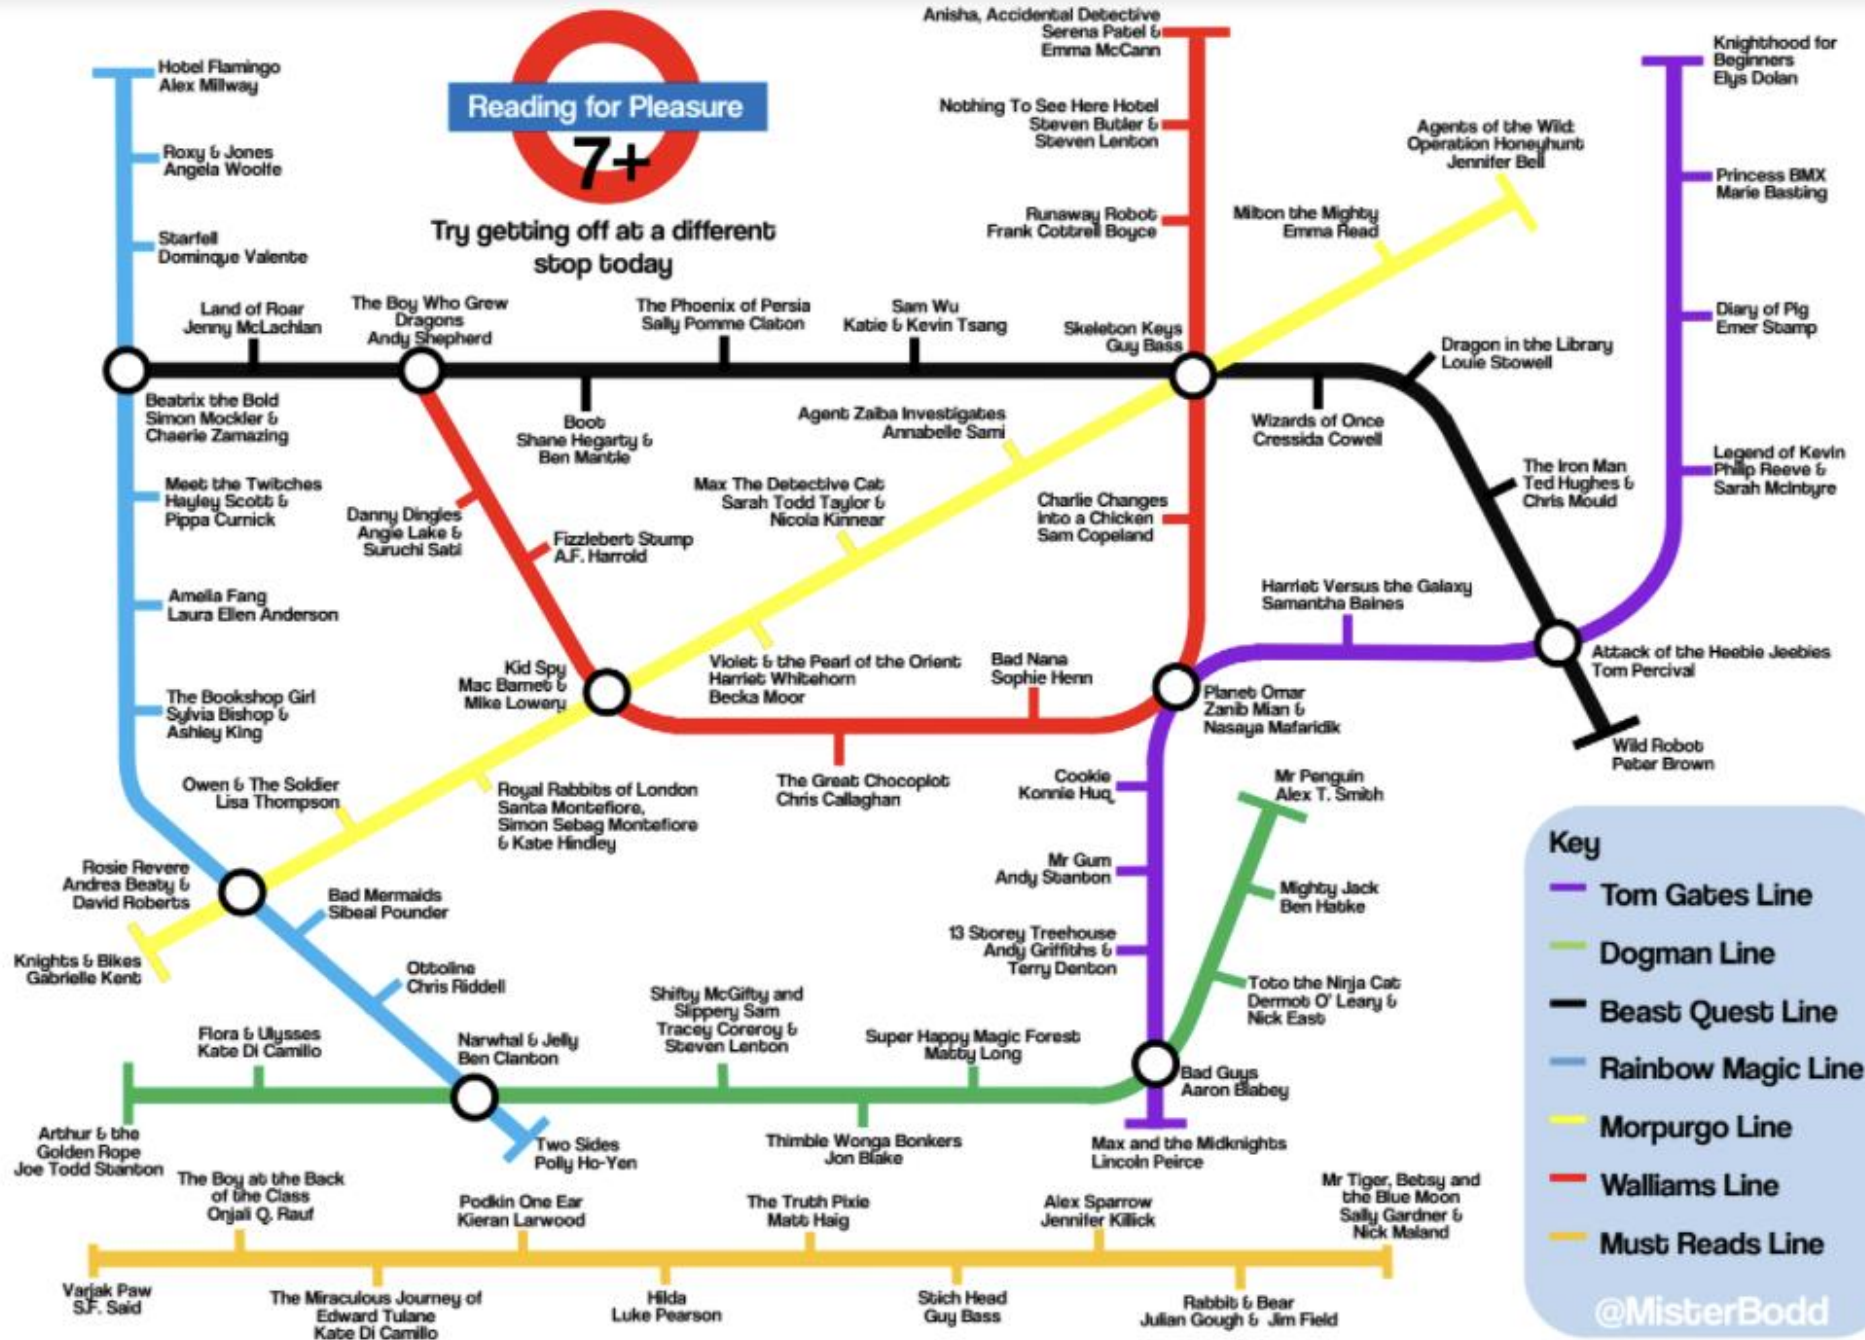 Hotel Flamingo
Alex Millway
Roxy & Jones
Angela Woolfe
Starfell
Dominque Valente
Reading for Pleasure
7+
Try getting off at a different
stop today
Anisha, Accidental Detective
Serena Patel &
Emma McCann
Nothing To See Here Hotel
Steven Butler &
Steven Lenton
Runaway Robot
Frank Cottrell Boyce
Agents of the Wild:
Operation Honeyhunt
Jennifer Bell
Milton the Mighty
Emma Read
Knighthood for
Beginners
Elys Dolan
Princess BMX
Marie Basting
Diary of Pig
Emer Stamp
Legend of Kevin
Philip Reeve &
Sarah McIntyre
Land of Roar
Jenny McLachlan
The Boy Who Grew
Dragons
Andy Shepherd
The Phoenix of Persia
Sally Pomme Claton
Sam Wu
Katie & Kevin Tsang
Skeleton Keys
Guy Bass
Dragon in the Library
Louie Stowell
Beatrix the Bold
Simon Mockler &
Chaerie Zamazing
Boot
Shane Hegarty &
Ben Mantle
Agent Zaiba Investigates
Annabelle Sami
Wizards of Once
Cressida Cowell
Meet the Twitches
Hayley Scott &
Pippa Curnick
Danny Dingles
Angie Lake &
Suruchi Sati
Fizzlebert Stump
A.F. Harrold
Max The Detective Cat
Sarah Todd Taylor &
Nicola Kinnear
Charlie Changes
Into a Chicken
Sam Copeland
The Iron Man
Ted Hughes &
Chris Mould
Amelia Fang
Laura Ellen Anderson
Harriet Versus the Galaxy
Samantha Baines
The Bookshop Girl
Sylvia Bishop &
Ashley King
Kid Spy
Mac Barnet &
Mike Lowery
Violet & the Pearl of the Orient
Harriet Whitehorn
Becka Moor
Bad Nana
Sophie Henn
Planet Omar
Zanib Mian &
Nasaya Mafaridik
Attack of the Heebie Jeebies
Tom Percival
Wild Robot
Peter Brown
Owen & The Soldier
Lisa Thompson
Royal Rabbits of London
Santa Montefiore,
Simon Sebag Montefiore
& Kate Hindley
The Great Chocoplot
Chris Callaghan
Cookie
Konnie Huq
Mr Penguin
Alex T. Smith
Rosie Revere
Andrea Beaty &
David Roberts
Bad Mermaids
Sibeal Pounder
Mr Gum
Andy Stanton
Mighty Jack
Ben Hatke
Knights & Bikes
Gabrielle Kent
Ottoline
Chris Riddell
13 Storey Treehouse
Andy Griffiths &
Terry Denton
Toto the Ninja Cat
Dermot O' Leary &
Nick East
Flora & Ulysses
Kate Di Camillo
Narwhal & Jelly
Ben Clanton
Shifty McGifty and
Slippery Sam
Tracey Coreroy &
Steven Lenton
Super Happy Magic Forest
Matty Long
Bad Guys
Aaron Blabey
Arthur & the
Golden Rope
Joe Todd Stanton
Two Sides
Polly Ho-Yen
Thimble Wonga Bonkers
Jon Blake
Max and the Midknights
Lincoln Peirce
The Boy at the Back
of the Class
Onjali Q. Rauf
Podkin One Ear
Kieran Larwood
The Truth Pixie
Matt Haig
Alex Sparrow
Jennifer Killick
Mr Tiger, Betsy and
the Blue Moon
Sally Gardner &
Nick Maland
Varjak Paw
S.F. Said
The Miraculous Journey of
Edward Tulane
Kate Di Camillo
Hilda
Luke Pearson
Stich Head
Guy Bass
Rabbit & Bear
Julian Gough & Jim Field
Key
Tom Gates Line
Dogman Line
Beast Quest Line
Rainbow Magic Line
Morpurgo Line
Walliams Line
Must Reads Line
@MisterBodd